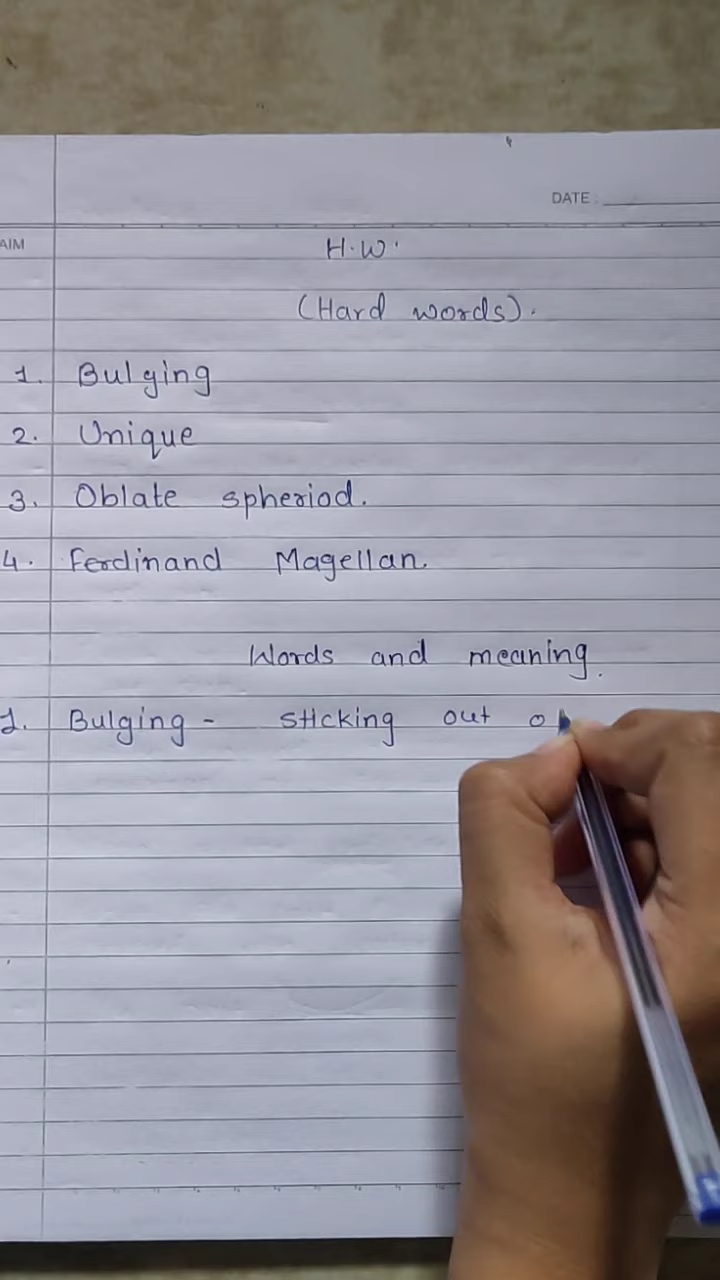 DATE :
AIM
H.W.
(Hard words).
1. Bulging
2. Unique
3. Oblate spheriod.
4. Ferdinand Magellan.
Words and meaning.
1. Bulging - sticking out